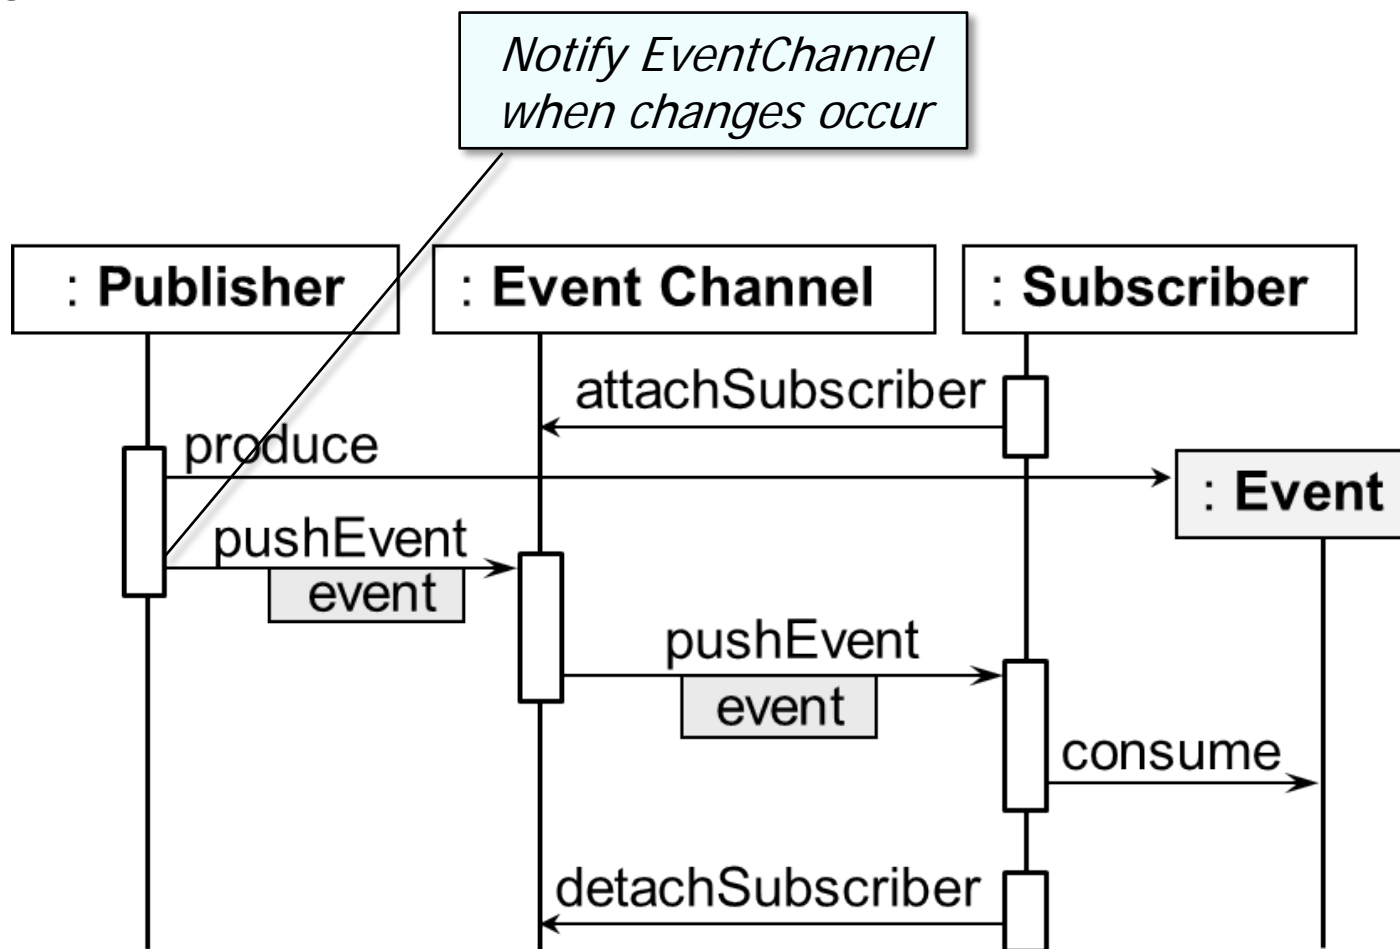 Notify EventChannel
when changes occur
: Publisher
: Event Channel
: Subscriber
attachSubscriber
produce
: Event
pushEvent
event
pushEvent
event
consume
detachSubscriber